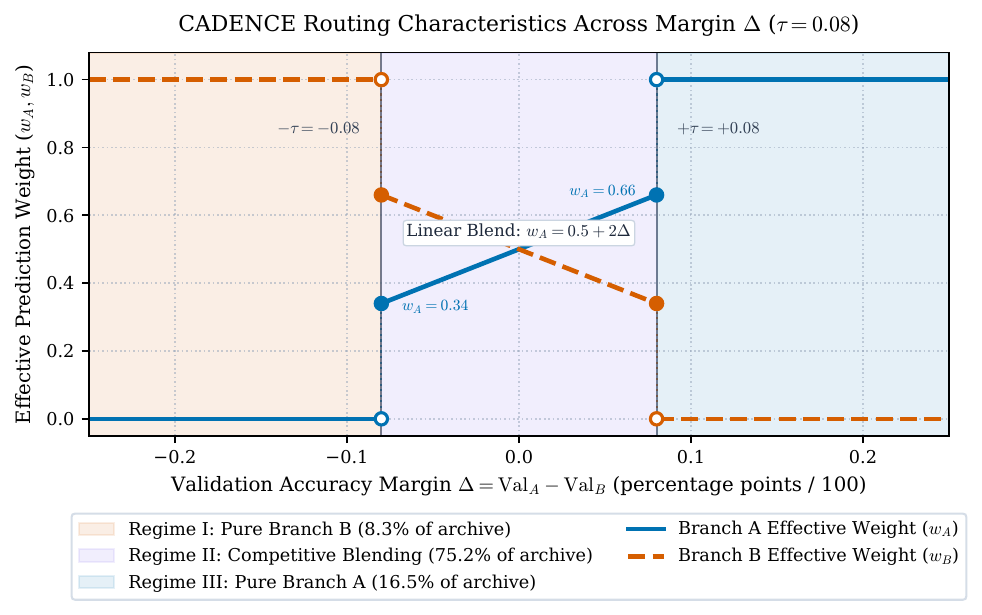 CADENCE Routing Characteristics Across Margin Δ (τ = 0.08)
Effective Prediction Weight (w_A, w_B)
1.0
0.8
0.6
0.4
0.2
0.0
−τ = −0.08
+τ = +0.08
w_A = 0.66
Linear Blend: w_A = 0.5 + 2Δ
w_A = 0.34
−0.2
−0.1
0.0
0.1
0.2
Validation Accuracy Margin Δ = Val_A − Val_B (percentage points / 100)
Regime I: Pure Branch B (8.3% of archive)
Regime II: Competitive Blending (75.2% of archive)
Regime III: Pure Branch A (16.5% of archive)
Branch A Effective Weight (w_A)
Branch B Effective Weight (w_B)